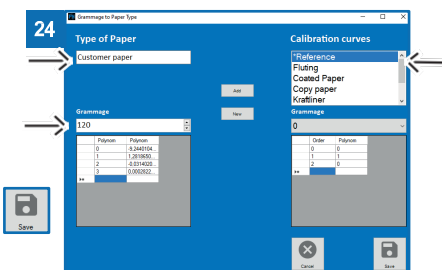 24
Grammage to Paper Type
Type of Paper
Customer paper
Grammage
120
Polynom Polynom
0 -9.2440104...
1 1.2018650...
2 -0.0314020...
3 0.0002822...
Add
New
Calibration curves
*Reference
Fluting
Coated Paper
Copy paper
Kraftliner
Grammage
0
Order Polynom
0 0
1 1
2 0
Save
Cancel
Save